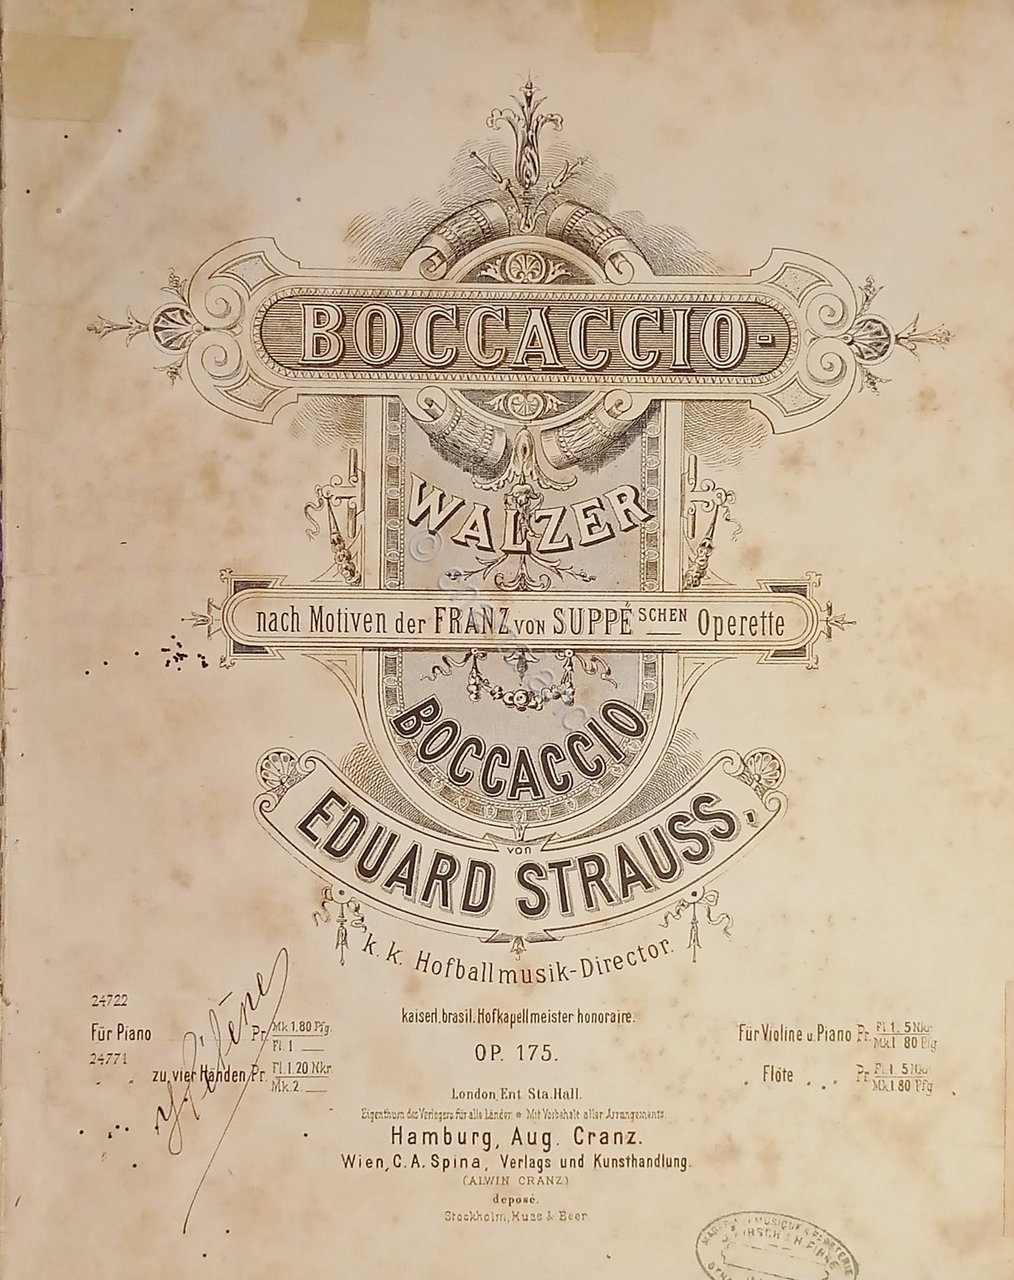 BOCCACCIO-
WALZER
nach Motiven der FRANZ VON SUPPÉ SCHEN Operette
BOCCACCIO
von
EDUARD STRAUSS,
k. k. Hofballmusik-Director.
kaiserl. brasil. Hofkapellmeister honoraire.
OP. 175.
24722
Für Piano Pr. Mk 1.80 Pfg. Fl 1
24771
" " zu vier Händen Pr. Fl. 1.20 Nkr. Mk. 2.
Für Violine u. Piano Pr. Fl. 1. 5 Nkr. Mk 1 80 Pfg
" Flöte " " " Pr. Fl. 1. 5 Nkr. Mk 1.80 Pfg
London, Ent. Sta. Hall.
Eigenthum des Verlegers für alle Länder. * Mit Vorbehalt aller Arrangements.
Hamburg, Aug. Cranz.
Wien, C. A. Spina, Verlags und Kunsthandlung.
(ALWIN CRANZ)
deposé.
Stockholm, Huss & Beer.